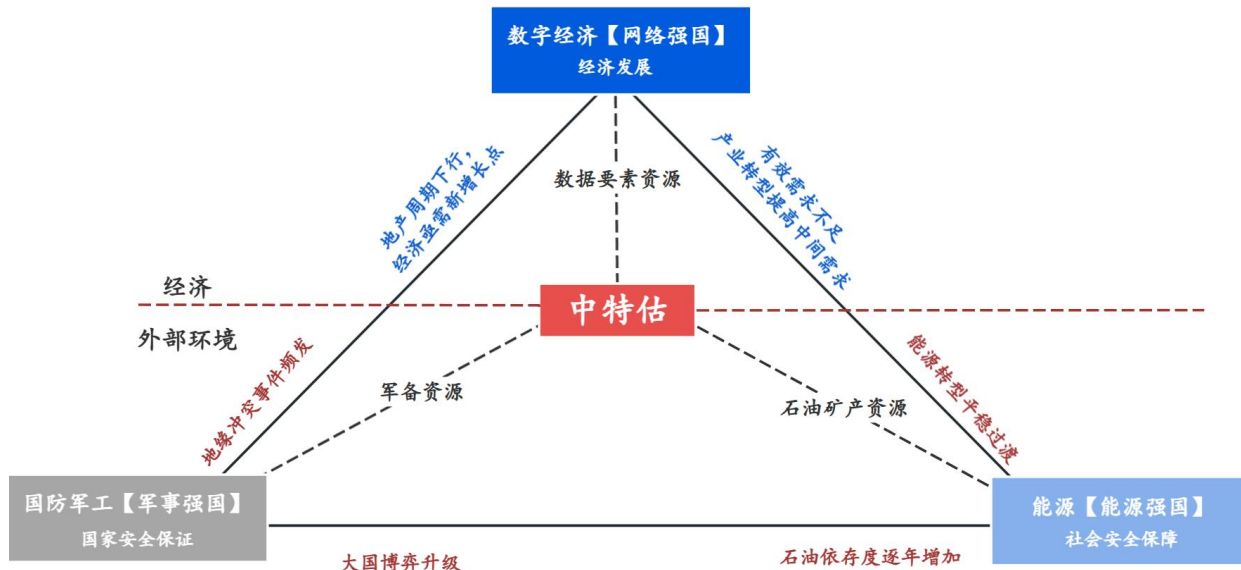 数字经济【网络强国】
经济发展
地产周期下行，
经济亟需新增长点
数据要素资源
有效需求不足
产业转型提高中间需求
经济
中特估
外部环境
地缘冲突事件频发
军备资源
石油矿产资源
能源转型平稳过渡
国防军工【军事强国】
国家安全保证
能源【能源强国】
社会安全保障
大国博弈升级
石油依存度逐年增加